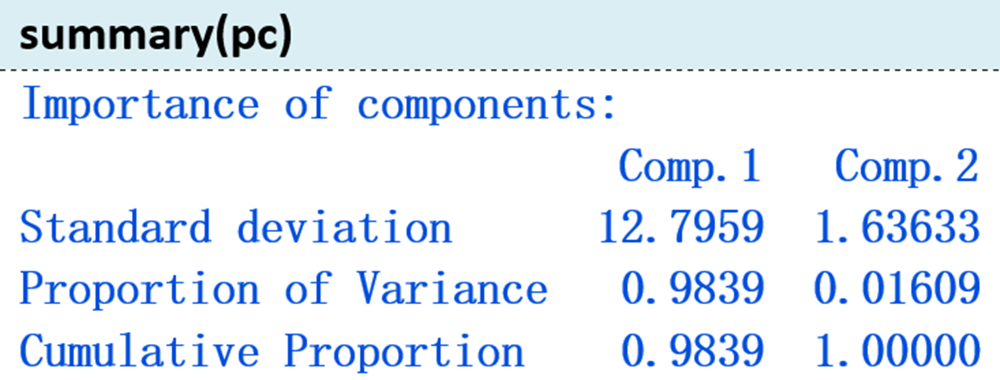 summary(pc)
Importance of components:
Comp.1 Comp.2
Standard deviation 12.7959 1.63633
Proportion of Variance 0.9839 0.01609
Cumulative Proportion 0.9839 1.00000